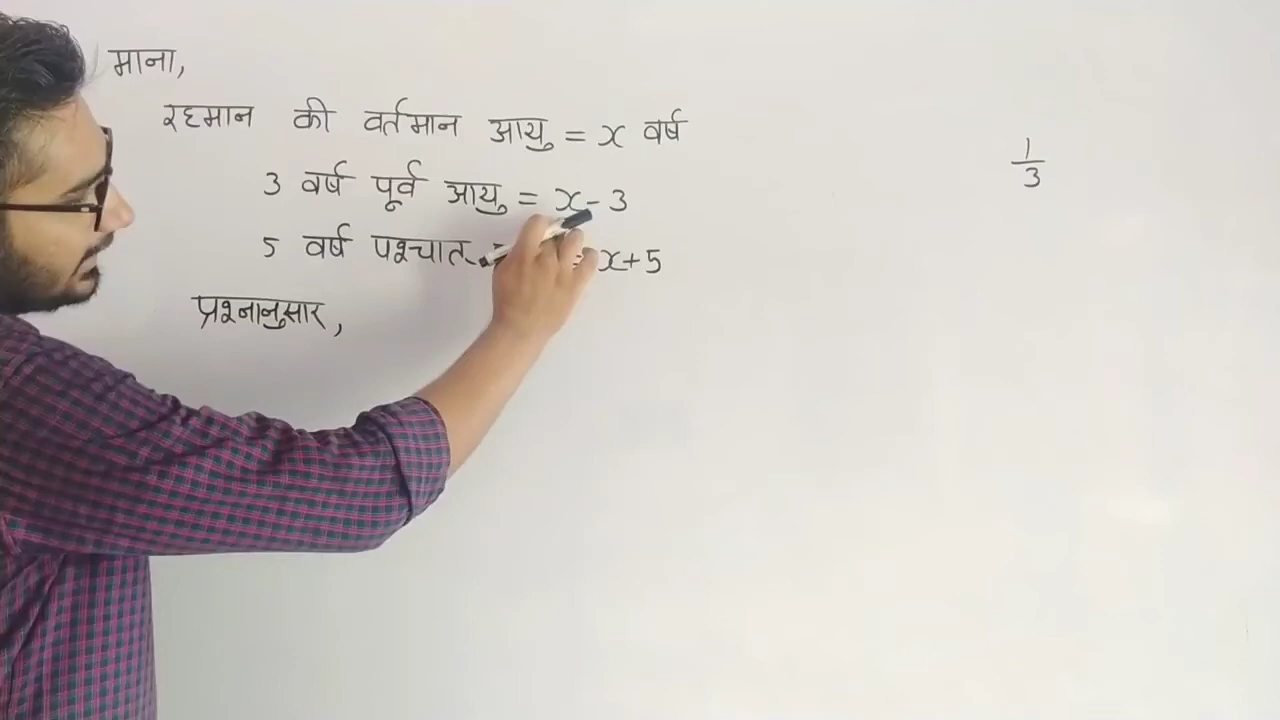 माना,
रहमान की वर्तमान आयु = x वर्ष
3 वर्ष पूर्व आयु = x - 3
5 वर्ष पश्चात = x + 5
प्रश्नानुसार,
1/3